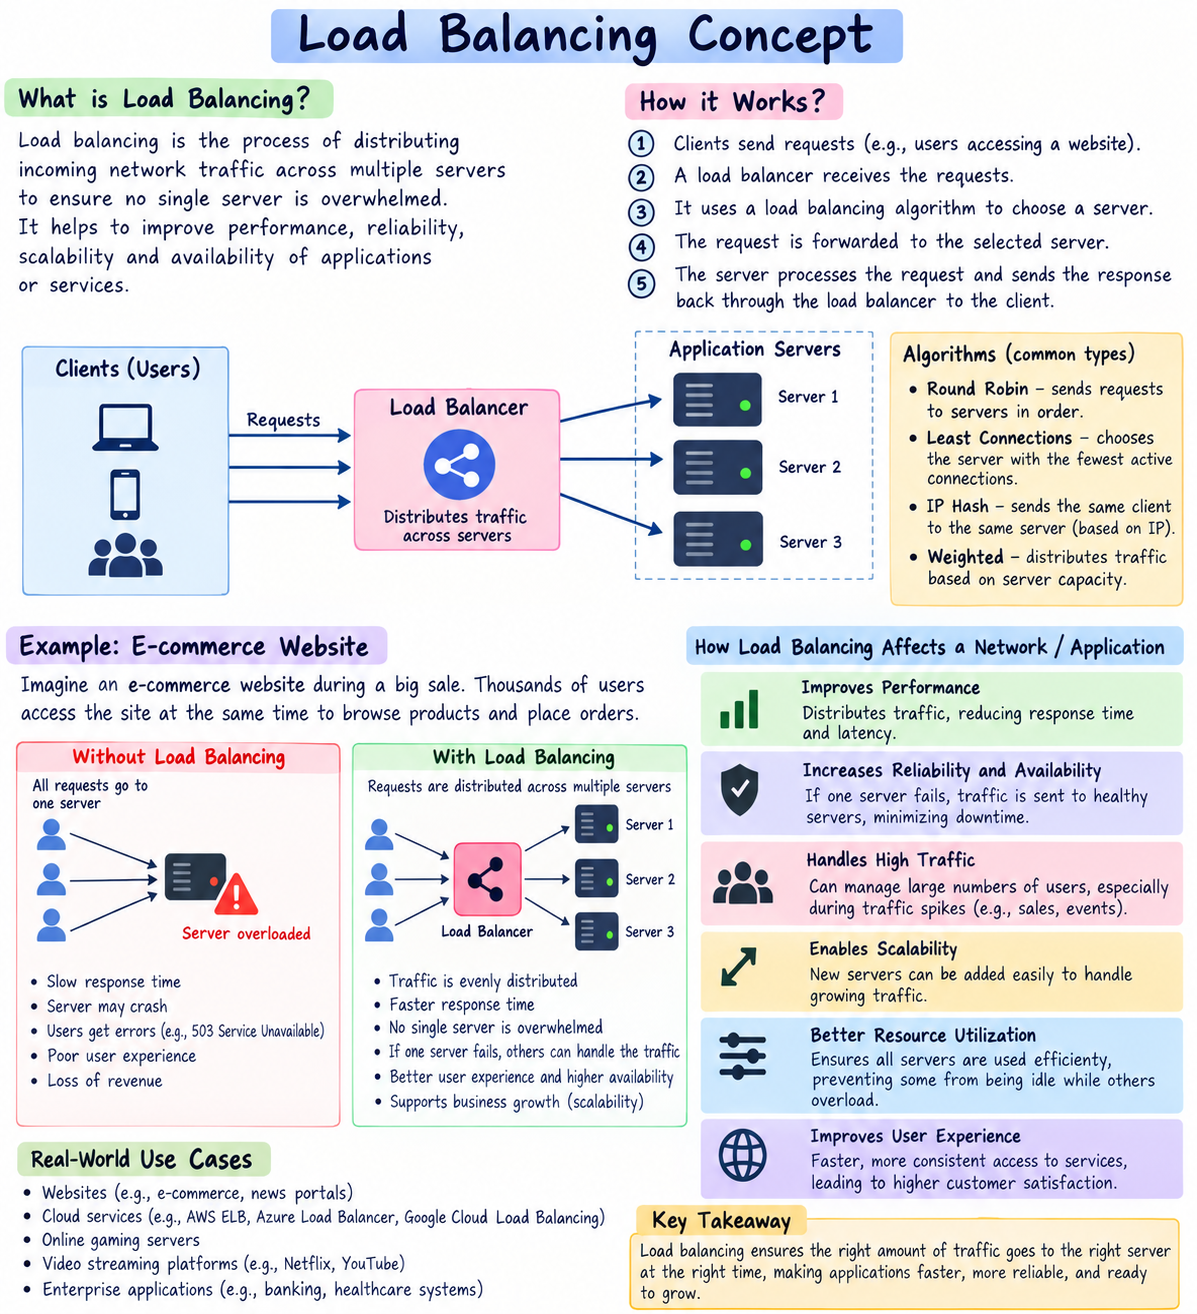 Load Balancing Concept
What is Load Balancing?
Load balancing is the process of distributing
incoming network traffic across multiple servers
to ensure no single server is overwhelmed.
It helps to improve performance, reliability,
scalability and availability of applications
or services.
How it Works?
1 Clients send requests (e.g., users accessing a website).
2 A load balancer receives the requests.
3 It uses a load balancing algorithm to choose a server.
4 The request is forwarded to the selected server.
5 The server processes the request and sends the response
back through the load balancer to the client.
Clients (Users)
Requests
Load Balancer
Distributes traffic
across servers
Application Servers
Server 1
Server 2
Server 3
Algorithms (common types)
• Round Robin – sends requests
to servers in order.
• Least Connections – chooses
the server with the fewest active
connections.
• IP Hash – sends the same client
to the same server (based on IP).
• Weighted – distributes traffic
based on server capacity.
Example: E-commerce Website
Imagine an e-commerce website during a big sale. Thousands of users
access the site at the same time to browse products and place orders.
Without Load Balancing
All requests go to
one server
Server overloaded
• Slow response time
• Server may crash
• Users get errors (e.g., 503 Service Unavailable)
• Poor user experience
• Loss of revenue
With Load Balancing
Requests are distributed across multiple servers
Load Balancer
Server 1
Server 2
Server 3
• Traffic is evenly distributed
• Faster response time
• No single server is overwhelmed
• If one server fails, others can handle the traffic
• Better user experience and higher availability
• Supports business growth (scalability)
How Load Balancing Affects a Network / Application
Improves Performance
Distributes traffic, reducing response time
and latency.
Increases Reliability and Availability
If one server fails, traffic is sent to healthy
servers, minimizing downtime.
Handles High Traffic
Can manage large numbers of users, especially
during traffic spikes (e.g., sales, events).
Enables Scalability
New servers can be added easily to handle
growing traffic.
Better Resource Utilization
Ensures all servers are used efficienty,
preventing some from being idle while others
overload.
Improves User Experience
Faster, more consistent access to services,
leading to higher customer satisfaction.
Real-World Use Cases
• Websites (e.g., e-commerce, news portals)
• Cloud services (e.g., AWS ELB, Azure Load Balancer, Google Cloud Load Balancing)
• Online gaming servers
• Video streaming platforms (e.g., Netflix, YouTube)
• Enterprise applications (e.g., banking, healthcare systems)
Key Takeaway
Load balancing ensures the right amount of traffic goes to the right server
at the right time, making applications faster, more reliable, and ready
to grow.